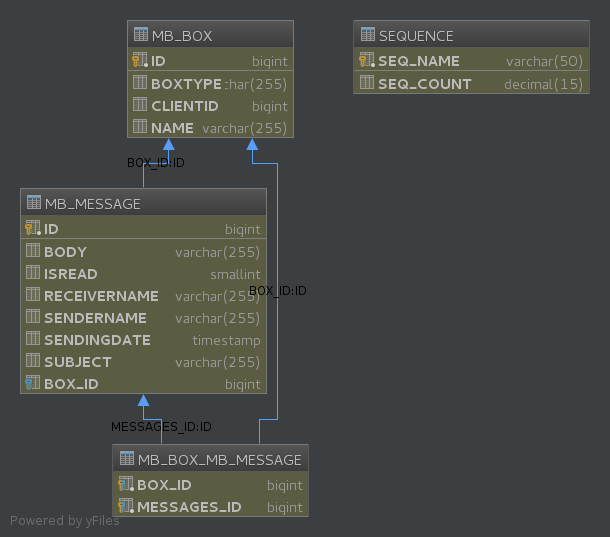 MB_BOX
ID bigint
BOXTYPE :har(255)
CLIENTID bigint
NAME varchar(255)
SEQUENCE
SEQ_NAME varchar(50)
SEQ_COUNT decimal(15)
BOX_ID:ID
MB_MESSAGE
ID bigint
BODY varchar(255)
ISREAD smallint
RECEIVERNAME varchar(255)
SENDERNAME varchar(255)
SENDINGDATE timestamp
SUBJECT varchar(255)
BOX_ID bigint
BOX_ID:ID
MESSAGES_ID:ID
MB_BOX_MB_MESSAGE
BOX_ID bigint
MESSAGES_ID bigint
Powered by yFiles